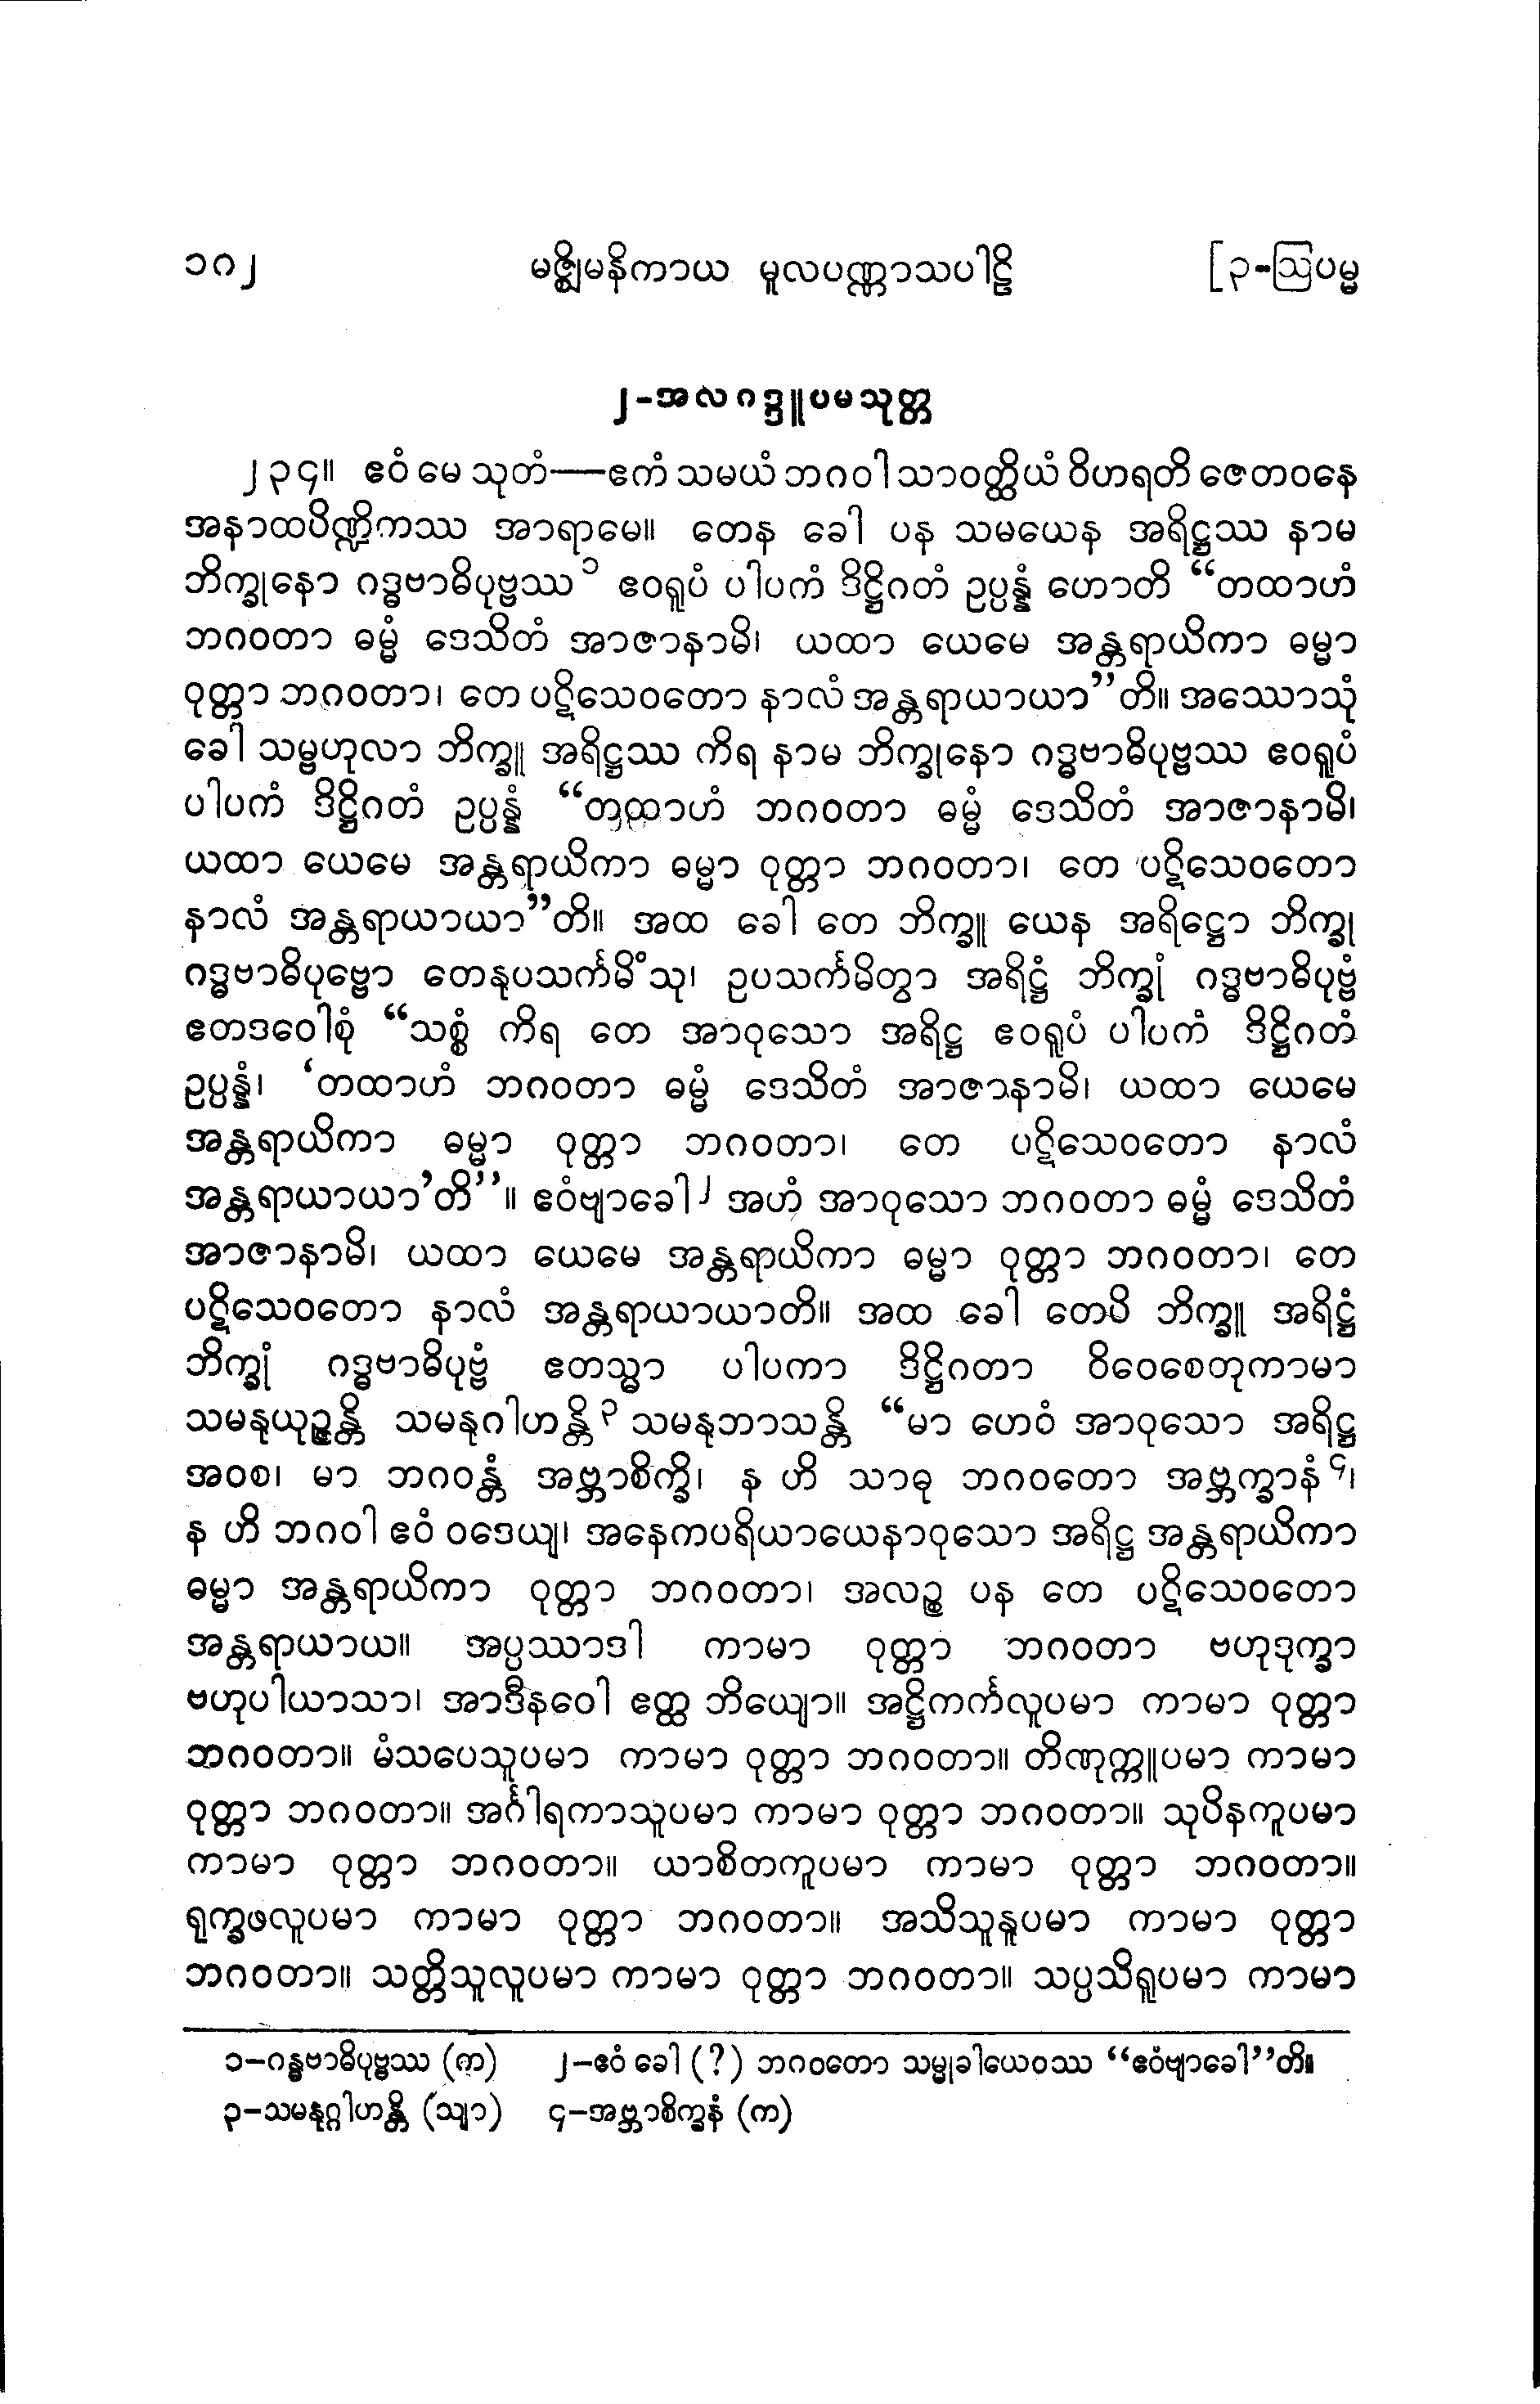 ၁၈၂ မဇ္ဈိမနိကာယ မူလပဏ္ဏာသပါဠိ [၃-ဩပမ္မ
၂-အလဂဒ္ဒူပမသုတ္တ
၂၃၄။ ဧဝံ မေ သုတံ—ဧကံ သမယံ ဘဂဝါ သာဝတ္ထိယံ ဝိဟရတိ ဇေတဝနေ
အနာထပိဏ္ဍိကဿ အာရာမေ။ တေန ခေါ ပန သမယေန အရိဋ္ဌဿ နာမ
ဘိက္ခုနော ဂဒ္ဓဗာဓိပုဗ္ဗဿ ၁ ဧဝရူပံ ပါပကံ ဒိဋ္ဌိဂတံ ဥပ္ပန္နံ ဟောတိ “တထာဟံ
ဘဂဝတာ ဓမ္မံ ဒေသိတံ အာဇာနာမိ၊ ယထာ ယေမေ အန္တရာယိကာ ဓမ္မာ
ဝုတ္တာ ဘဂဝတာ၊ တေ ပဋိသေဝတော နာလံ အန္တရာယာယာ”တိ။ အဿောသုံ
ခေါ သမ္ဗဟုလာ ဘိက္ခူ အရိဋ္ဌဿ ကိရ နာမ ဘိက္ခုနော ဂဒ္ဓဗာဓိပုဗ္ဗဿ ဧဝရူပံ
ပါပကံ ဒိဋ္ဌိဂတံ ဥပ္ပန္နံ “တထာဟံ ဘဂဝတာ ဓမ္မံ ဒေသိတံ အာဇာနာမိ၊
ယထာ ယေမေ အန္တရာယိကာ ဓမ္မာ ဝုတ္တာ ဘဂဝတာ၊ တေ ပဋိသေဝတော
နာလံ အန္တရာယာယာ”တိ။ အထ ခေါ တေ ဘိက္ခူ ယေန အရိဋ္ဌော ဘိက္ခု
ဂဒ္ဓဗာဓိပုဗ္ဗော တေနုပသင်္ကမိံသု၊ ဥပသင်္ကမိတွာ အရိဋ္ဌံ ဘိက္ခုံ ဂဒ္ဓဗာဓိပုဗ္ဗံ
ဧတဒဝေါစုံ “သစ္စံ ကိရ တေ အာဝုသော အရိဋ္ဌ ဧဝရူပံ ပါပကံ ဒိဋ္ဌိဂတံ
ဥပ္ပန္နံ၊ ‘တထာဟံ ဘဂဝတာ ဓမ္မံ ဒေသိတံ အာဇာနာမိ၊ ယထာ ယေမေ
အန္တရာယိကာ ဓမ္မာ ဝုတ္တာ ဘဂဝတာ၊ တေ ပဋိသေဝတော နာလံ
အန္တရာယာယာ’တိ”။ ဧဝံဗျာခေါ ၂ အဟံ အာဝုသော ဘဂဝတာ ဓမ္မံ ဒေသိတံ
အာဇာနာမိ၊ ယထာ ယေမေ အန္တရာယိကာ ဓမ္မာ ဝုတ္တာ ဘဂဝတာ၊ တေ
ပဋိသေဝတော နာလံ အန္တရာယာယာတိ။ အထ ခေါ တေပိ ဘိက္ခူ အရိဋ္ဌံ
ဘိက္ခုံ ဂဒ္ဓဗာဓိပုဗ္ဗံ ဧတသ္မာ ပါပကာ ဒိဋ္ဌိဂတာ ဝိဝေစေတုကာမာ
သမနုယုဉ္ဇန္တိ သမနုဂါဟန္တိ ၃ သမနုဘာသန္တိ “မာ ဟေဝံ အာဝုသော အရိဋ္ဌ
အဝစ၊ မာ ဘဂဝန္တံ အဗ္ဘာစိက္ခိ၊ န ဟိ သာဓု ဘဂဝတော အဗ္ဘက္ခာနံ ၄၊
န ဟိ ဘဂဝါ ဧဝံ ဝဒေယျ၊ အနေကပရိယာယေနာဝုသော အရိဋ္ဌ အန္တရာယိကာ
ဓမ္မာ အန္တရာယိကာ ဝုတ္တာ ဘဂဝတာ၊ အလဉ္စ ပန တေ ပဋိသေဝတော
အန္တရာယာယ။ အပ္ပဿာဒါ ကာမာ ဝုတ္တာ ဘဂဝတာ ဗဟုဒုက္ခာ
ဗဟုပါယာသာ၊ အာဒီနဝေါ ဧတ္ထ ဘိယျော။ အဋ္ဌိကင်္ကလူပမာ ကာမာ ဝုတ္တာ
ဘဂဝတာ။ မံသပေသူပမာ ကာမာ ဝုတ္တာ ဘဂဝတာ။ တိဏုက္ကူပမာ ကာမာ
ဝုတ္တာ ဘဂဝတာ။ အင်္ဂါရကာသူပမာ ကာမာ ဝုတ္တာ ဘဂဝတာ။ သုပိနကူပမာ
ကာမာ ဝုတ္တာ ဘဂဝတာ။ ယာစိတကူပမာ ကာမာ ဝုတ္တာ ဘဂဝတာ။
ရုက္ခဖလူပမာ ကာမာ ဝုတ္တာ ဘဂဝတာ။ အသိသူနူပမာ ကာမာ ဝုတ္တာ
ဘဂဝတာ။ သတ္တိသူလူပမာ ကာမာ ဝုတ္တာ ဘဂဝတာ။ သပ္ပသိရူပမာ ကာမာ
၁–ဂန္ဓဗာဓိပုဗ္ဗဿ (က) ၂–ဧဝံ ခေါ (?) ဘဂဝတော သမ္မုခါယေဝဿ “ဧဝံဗျာခေါ”တိ။
၃–သမနုဂ္ဂါဟန္တိ (သျာ) ၄–အဗ္ဘာစိက္ခနံ (က)